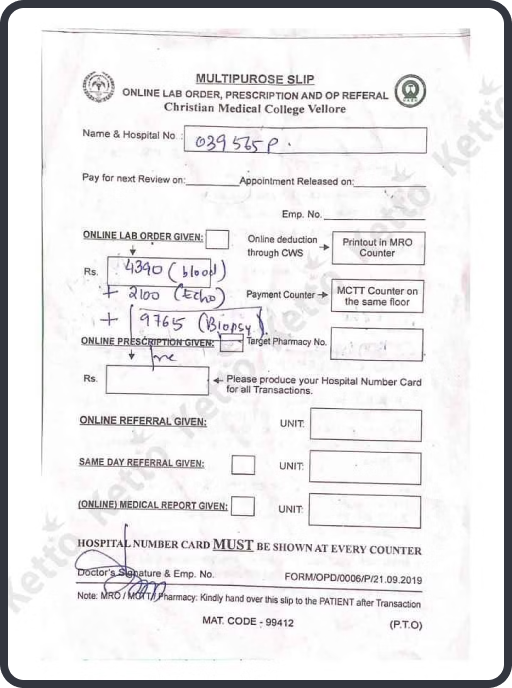 MULTIPUROSE SLIP
ONLINE LAB ORDER, PRESCRIPTION AND OP REFERAL
Christian Medical College Vellore
Name & Hospital No. : 039565P.
Pay for next Review on: Appointment Released on:
Emp. No.
ONLINE LAB ORDER GIVEN: Online deduction through CWS → Printout in MRO Counter
Rs. 4390 (blood)
+ 2100 (Echo) Payment Counter → MCTT Counter on the same floor
+ 9765 (Biopsy).
ONLINE PRESCRIPTION GIVEN: Target Pharmacy No.
Rs. ← Please produce your Hospital Number Card for all Transactions.
ONLINE REFERRAL GIVEN: UNIT:
SAME DAY REFERRAL GIVEN: UNIT:
(ONLINE) MEDICAL REPORT GIVEN: UNIT:
HOSPITAL NUMBER CARD MUST BE SHOWN AT EVERY COUNTER
Doctor's Signature & Emp. No. FORM/OPD/0006/P/21.09.2019
Note: MRO / MCTT / Pharmacy: Kindly hand over this slip to the PATIENT after Transaction
MAT. CODE - 99412 (P.T.O)
Ketto Ketto Ketto Ketto Ketto